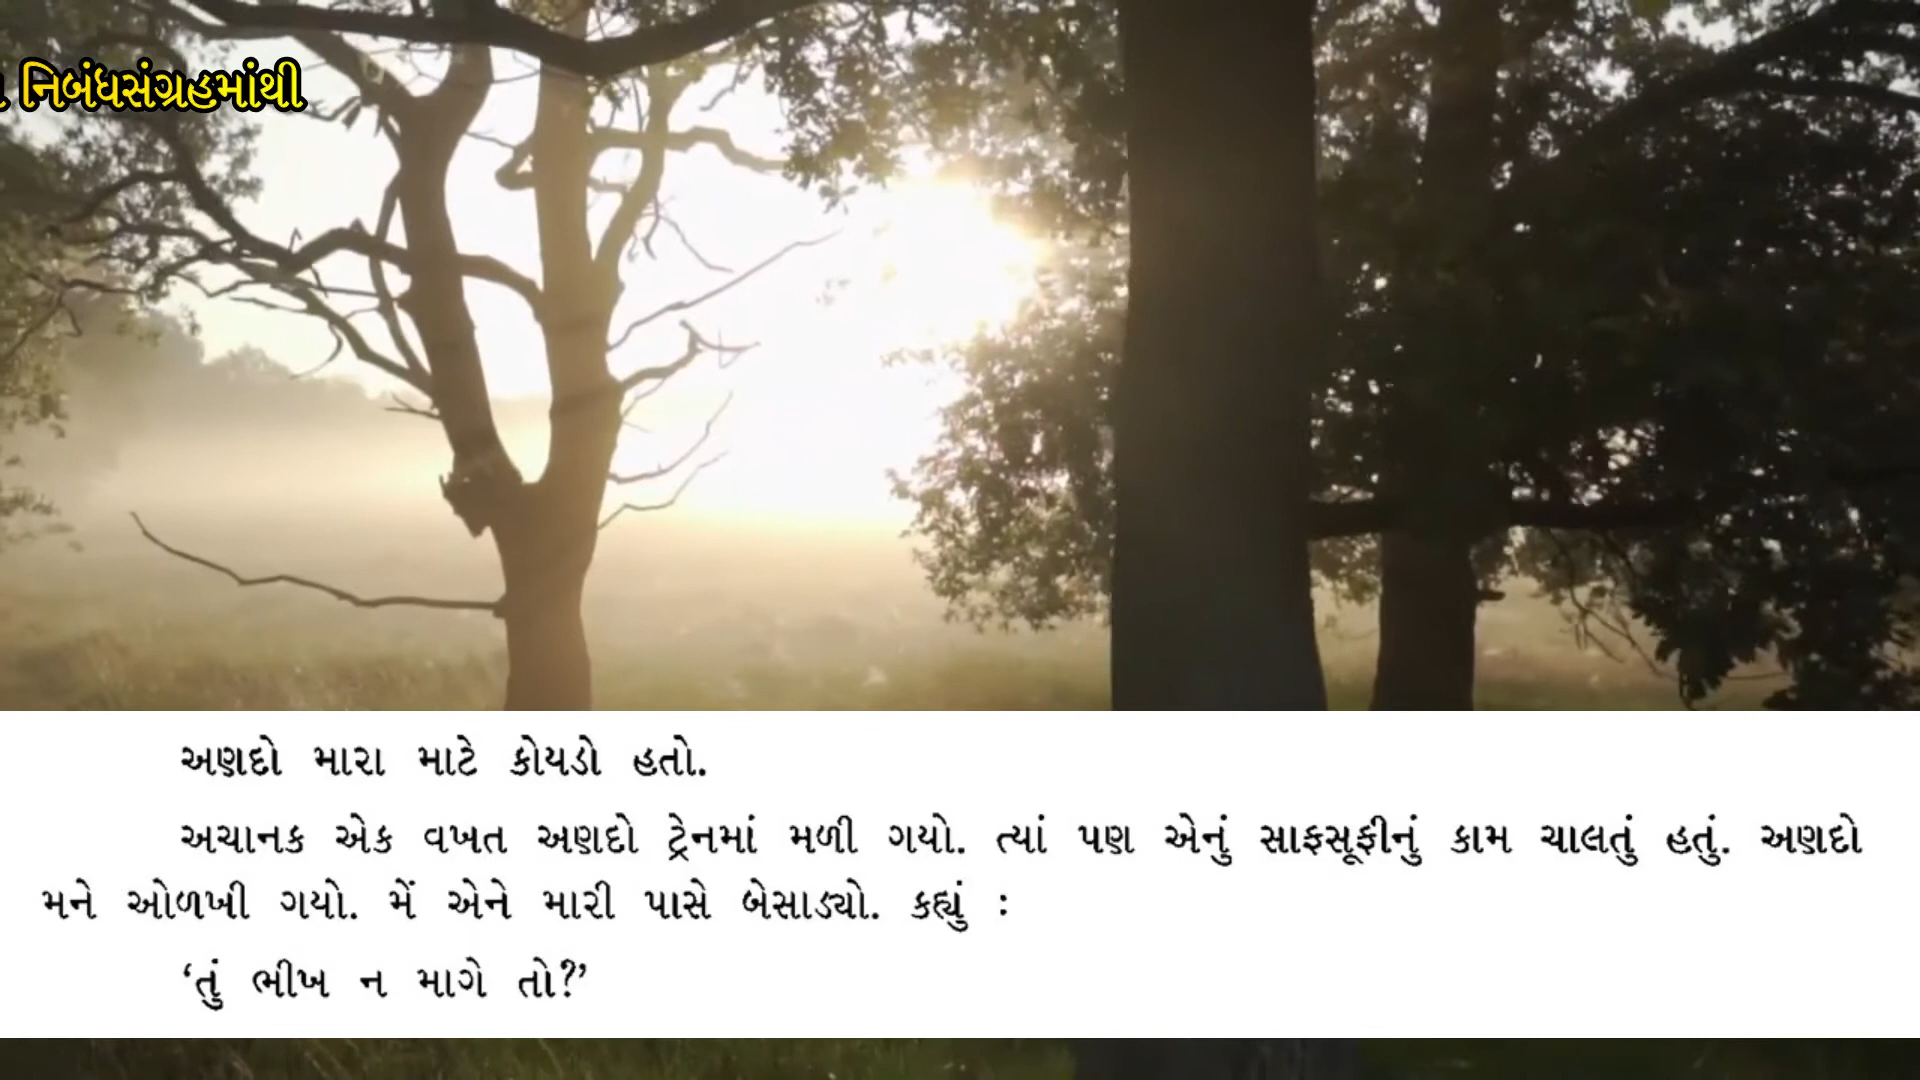 નિબંધસંગ્રહમાંથી
અણદો મારા માટે કોયડો હતો.
અચાનક એક વખત અણદો ટ્રેનમાં મળી ગયો. ત્યાં પણ એનું સાફસૂફીનું કામ ચાલતું હતું. અણદો
મને ઓળખી ગયો. મેં એને મારી પાસે બેસાડ્યો. કહ્યું :
‘તું ભીખ ન માગે તો?’